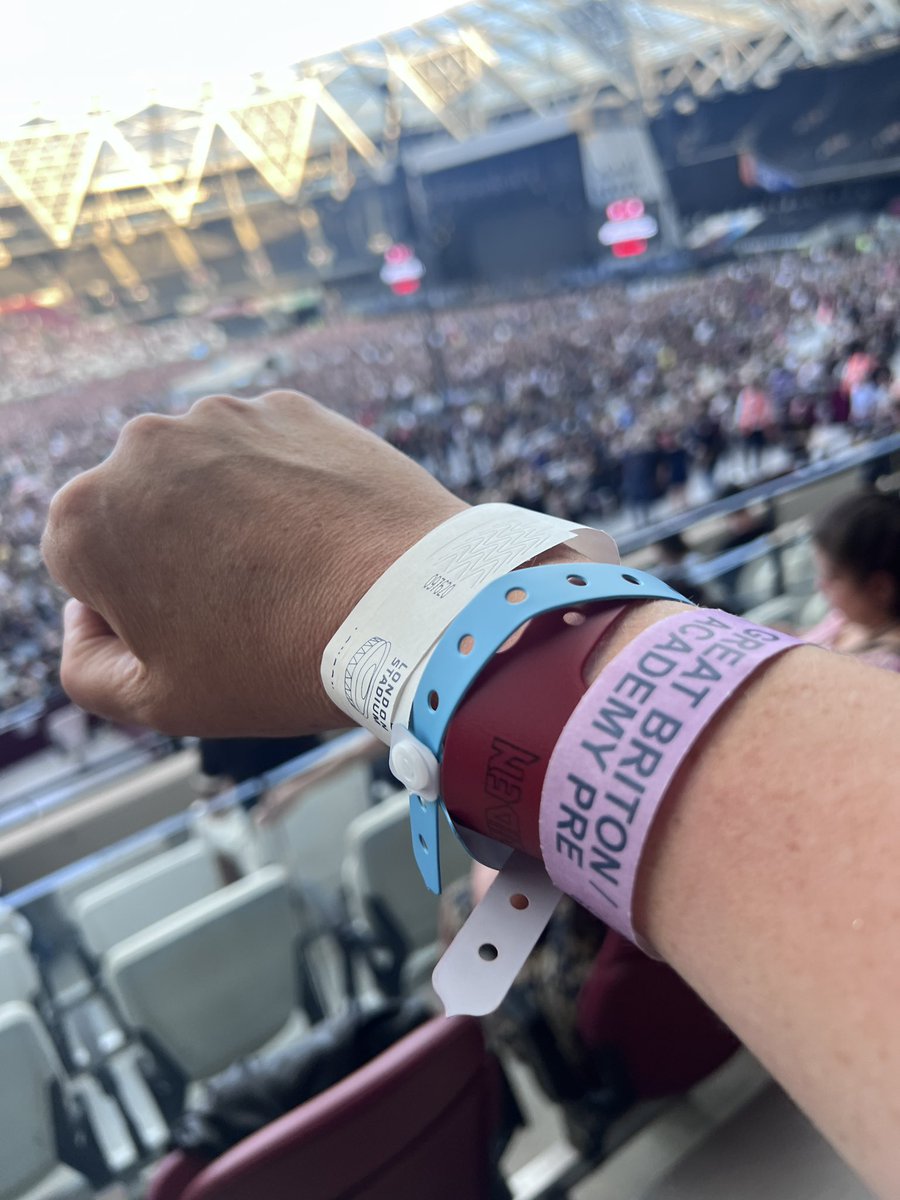 LONDON
STADIUM
GREAT BRITON /
ACADEMY PRE